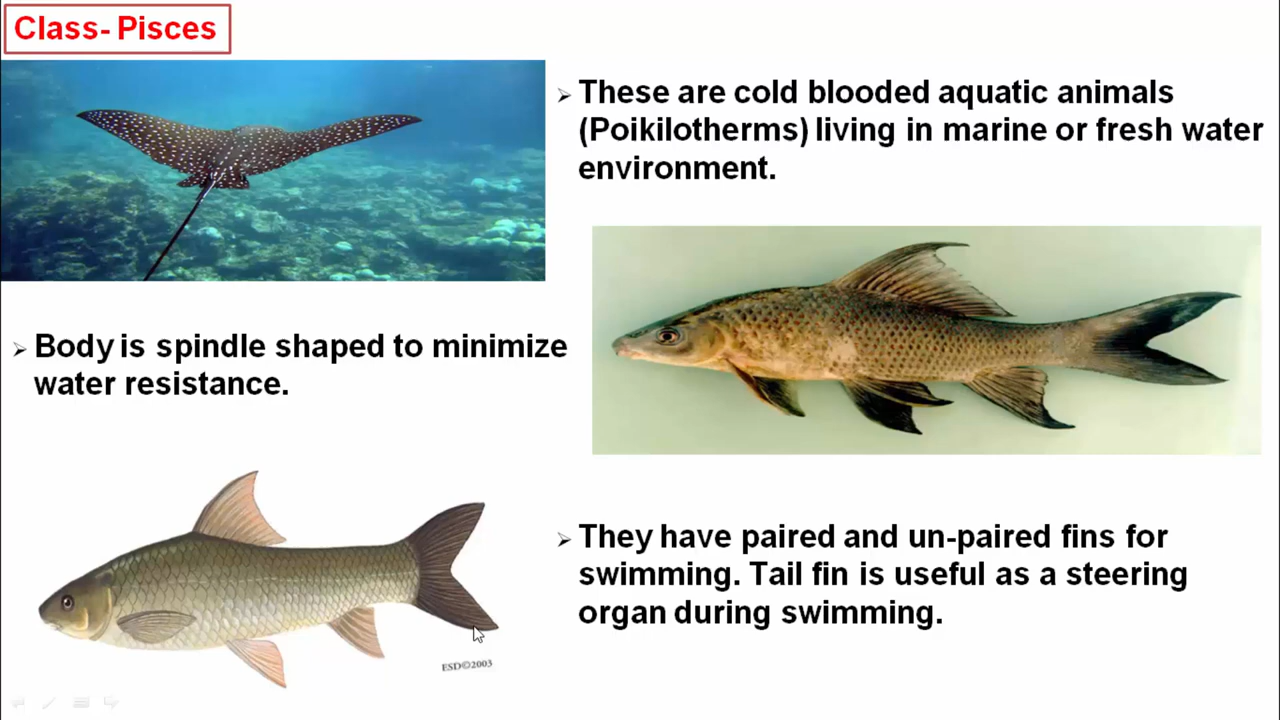 Class- Pisces
These are cold blooded aquatic animals
(Poikilotherms) living in marine or fresh water
environment.
Body is spindle shaped to minimize
water resistance.
They have paired and un-paired fins for
swimming. Tail fin is useful as a steering
organ during swimming.
ESD©2003